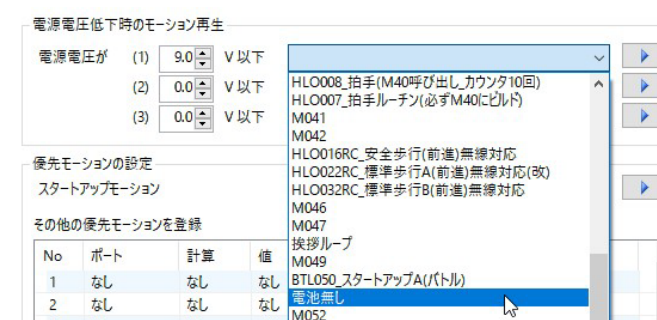 電源電圧低下時のモーション再生
電源電圧が (1) 9.0 V 以下
(2) 0.0 V 以下
(3) 0.0 V 以下
HLO008_拍手(M40呼び出し_カウンタ10回)
HLO007_拍手ルーチン(必ずM40にビルド)
M041
M042
HLO016RC_安全歩行(前進)無線対応
HLO022RC_標準歩行A(前進)無線対応(改)
HLO032RC_標準歩行B(前進)無線対応
M046
M047
挨拶ループ
M049
BTL050_スタートアップA(バトル)
電池無し
M052
優先モーションの設定
スタートアップモーション
その他の優先モーションを登録
No ポート 計算 値
1 なし なし なし
2 なし なし なし